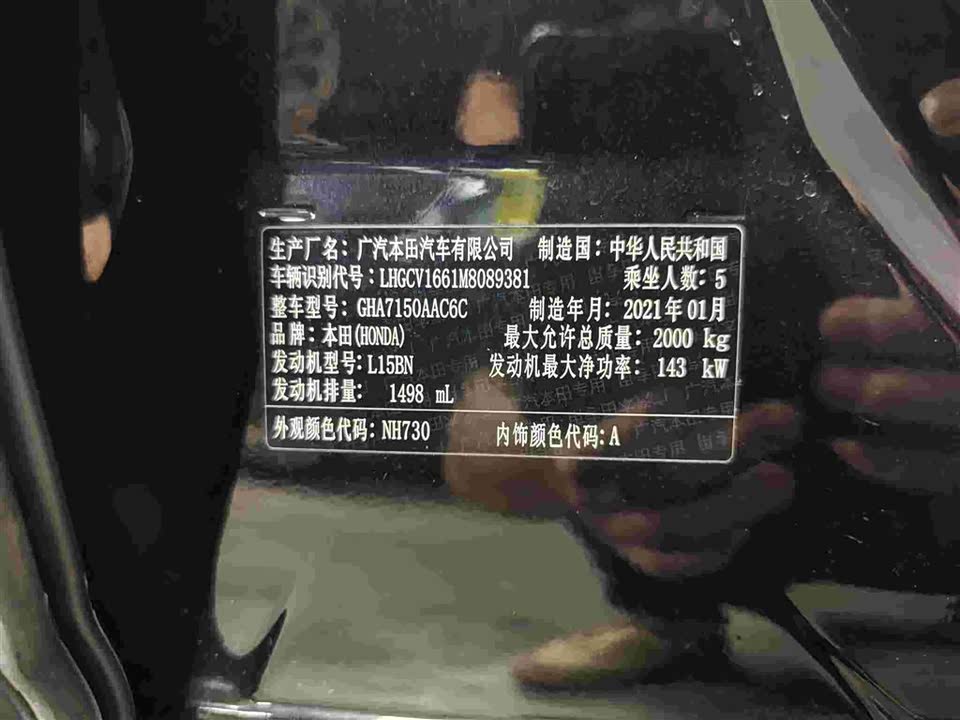 生产厂名：广汽本田汽车有限公司 制造国：中华人民共和国
车辆识别代号：LHGCV1661M8089381 乘坐人数：5
整车型号：GHA7150AAC6C 制造年月：2021年01月
品牌：本田(HONDA) 最大允许总质量：2000 kg
发动机型号：L15BN 发动机最大净功率：143 kW
发动机排量：1498 mL
外观颜色代码：NH730 内饰颜色代码：A